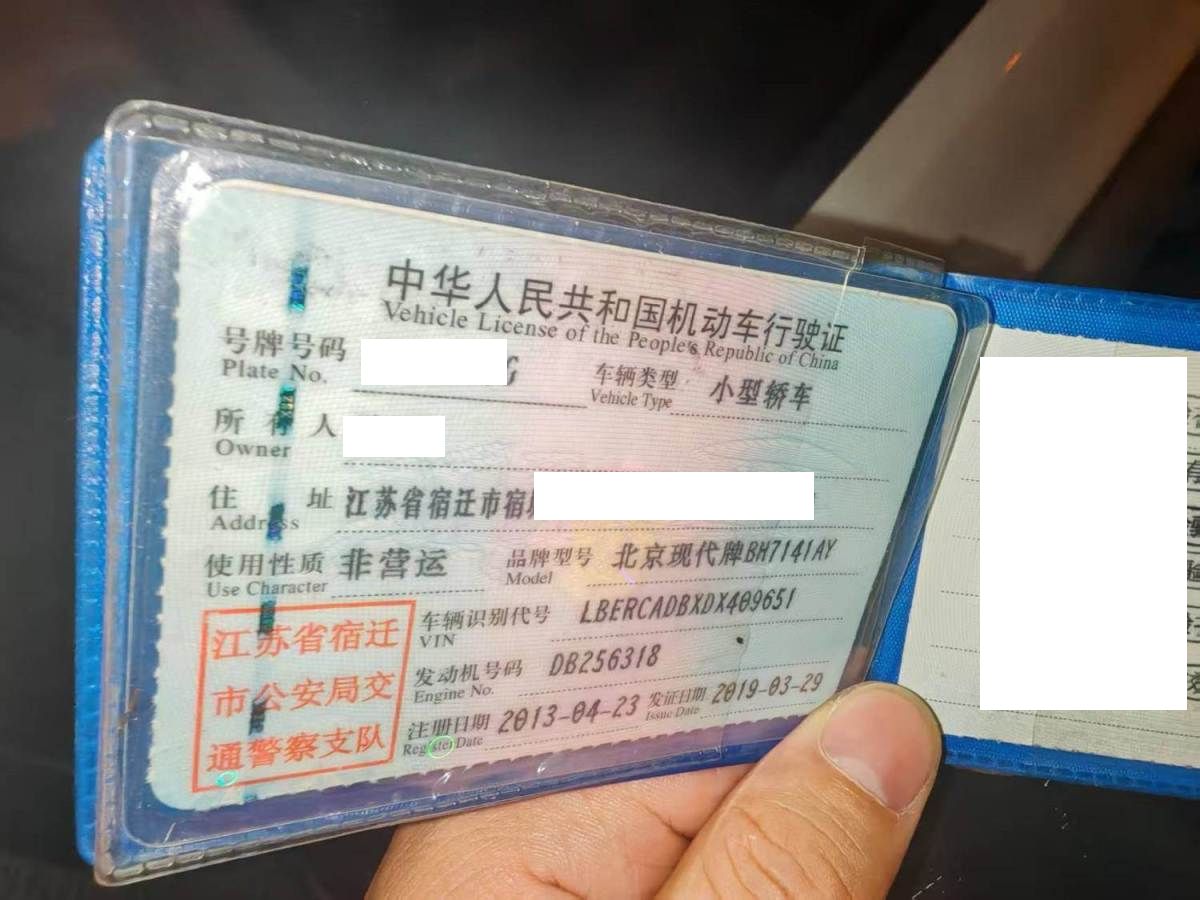 中华人民共和国机动车行驶证
Vehicle License of the People's Republic of China
号牌号码 车辆类型 小型轿车
Plate No. G Vehicle Type
所有人
Owner
住址 江苏省宿迁市宿
Address
使用性质 非营运 品牌型号 北京现代牌BH7141AY
Use Character Model
车辆识别代号 LBERCADBXDX409651
VIN
发动机号码 DB256318
Engine No.
注册日期 2013-04-23 发证日期 2019-03-29
Register Date Issue Date
江苏省宿迁
市公安局交
通警察支队